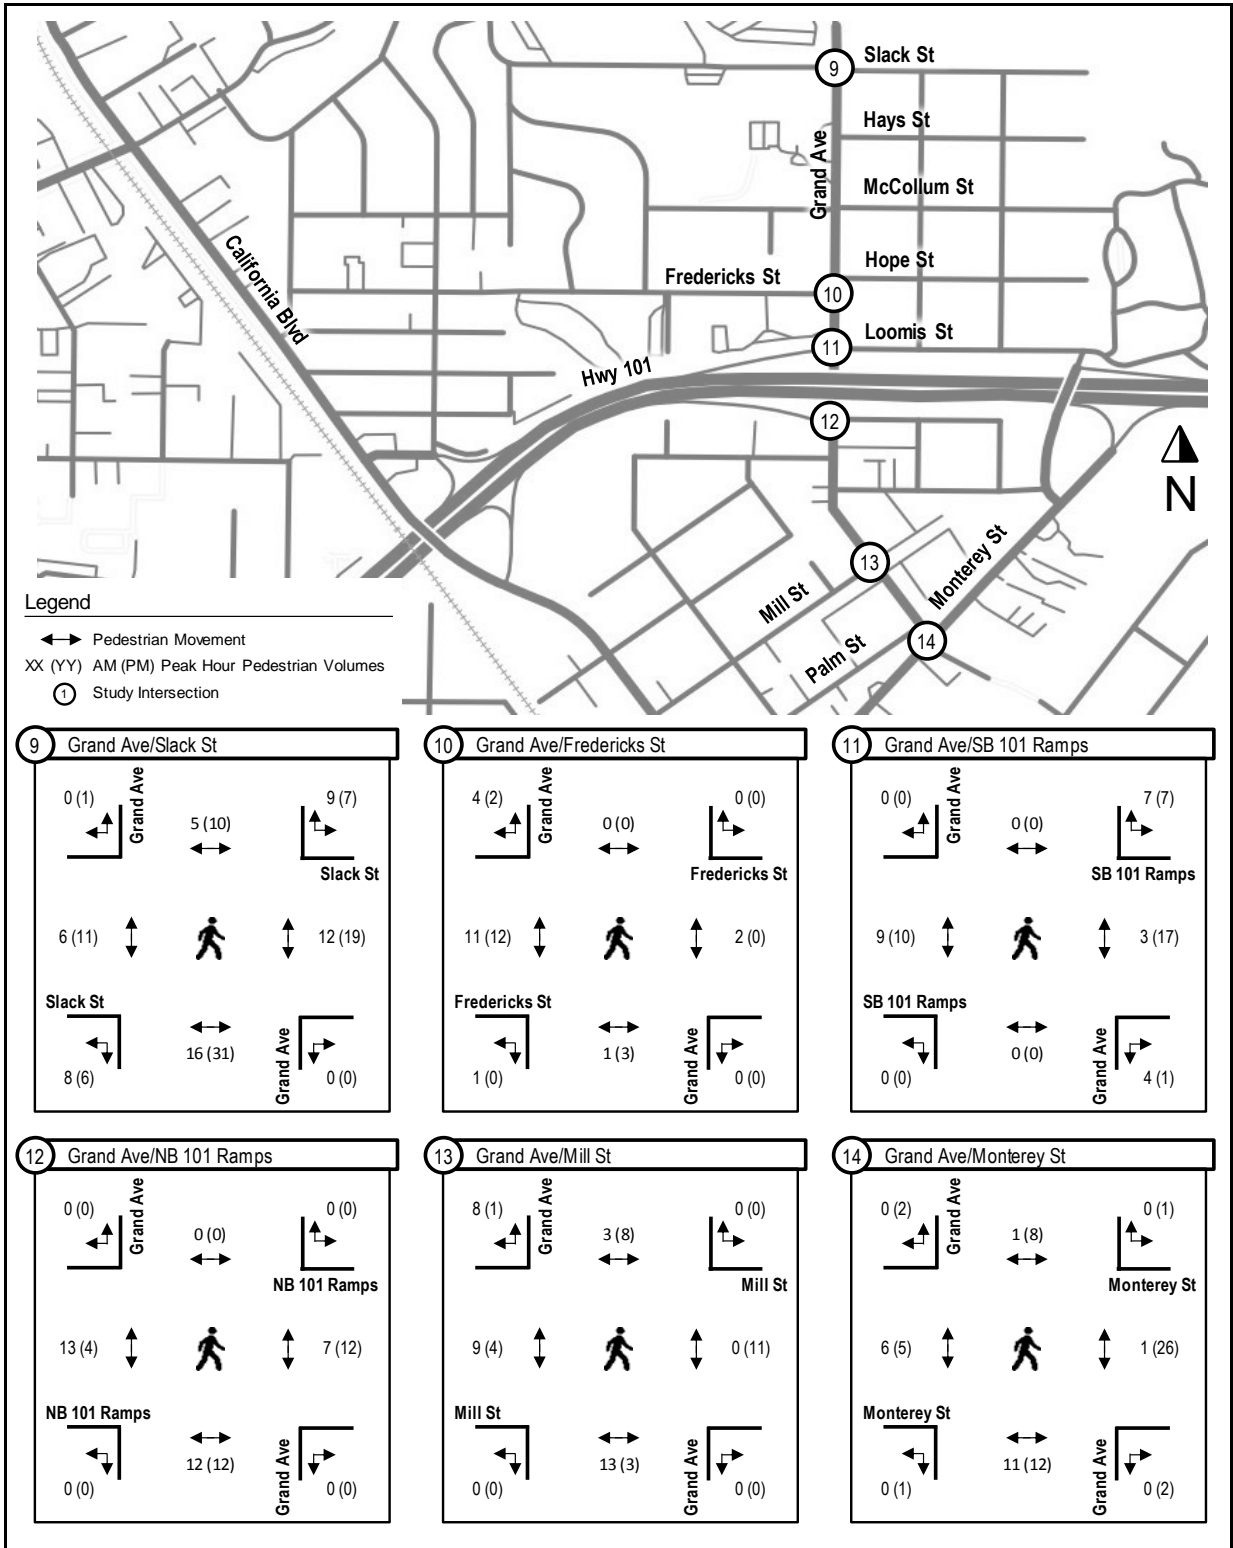 9
Slack St
Hays St
Grand Ave
McCollum St
California Blvd
Hope St
Fredericks St
10
Loomis St
11
Hwy 101
12
N
13
Monterey St
Mill St
14
Palm St
Legend
Pedestrian Movement
XX (YY) AM (PM) Peak Hour Pedestrian Volumes
1 Study Intersection
9 Grand Ave/Slack St
0 (1)
Grand Ave
5 (10)
9 (7)
Slack St
6 (11)
12 (19)
Slack St
16 (31)
Grand Ave
8 (6)
0 (0)
10 Grand Ave/Fredericks St
4 (2)
Grand Ave
0 (0)
0 (0)
Fredericks St
11 (12)
2 (0)
Fredericks St
1 (3)
Grand Ave
1 (0)
0 (0)
11 Grand Ave/SB 101 Ramps
0 (0)
Grand Ave
0 (0)
7 (7)
SB 101 Ramps
9 (10)
3 (17)
SB 101 Ramps
0 (0)
Grand Ave
0 (0)
4 (1)
12 Grand Ave/NB 101 Ramps
0 (0)
Grand Ave
0 (0)
0 (0)
NB 101 Ramps
13 (4)
7 (12)
NB 101 Ramps
12 (12)
Grand Ave
0 (0)
0 (0)
13 Grand Ave/Mill St
8 (1)
Grand Ave
3 (8)
0 (0)
Mill St
9 (4)
0 (11)
Mill St
13 (3)
Grand Ave
0 (0)
0 (0)
14 Grand Ave/Monterey St
0 (2)
Grand Ave
1 (8)
0 (1)
Monterey St
6 (5)
1 (26)
Monterey St
11 (12)
Grand Ave
0 (1)
0 (2)